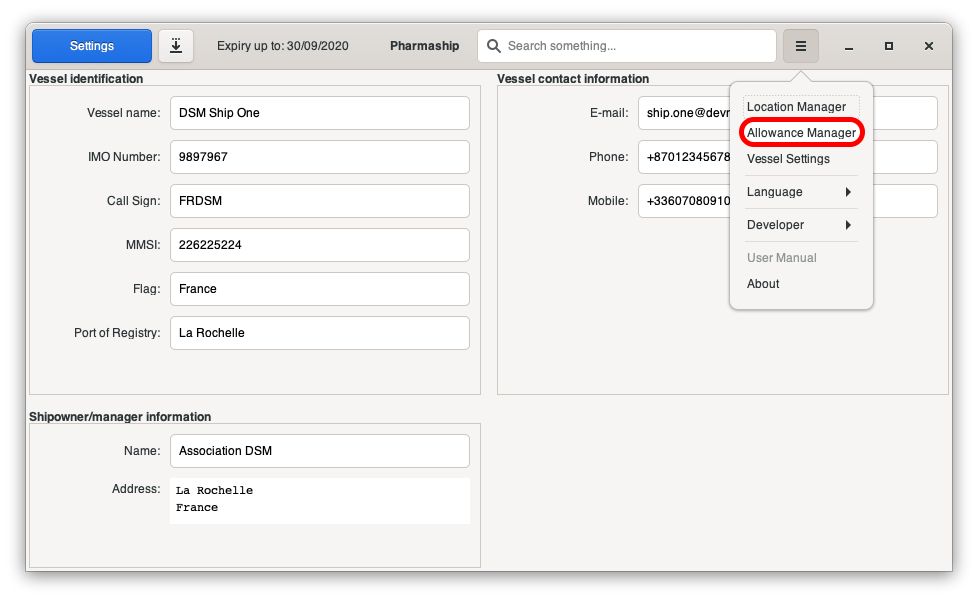 Settings
Expiry up to: 30/09/2020
Pharmaship
Search something...
Vessel identification
Vessel name: DSM Ship One
IMO Number: 9897967
Call Sign: FRDSM
MMSI: 226225224
Flag: France
Port of Registry: La Rochelle
Vessel contact information
E-mail: ship.one@devr
Phone: +87012345678
Mobile: +33607080910
Location Manager
Allowance Manager
Vessel Settings
Language
Developer
User Manual
About
Shipowner/manager information
Name: Association DSM
Address: La Rochelle
France